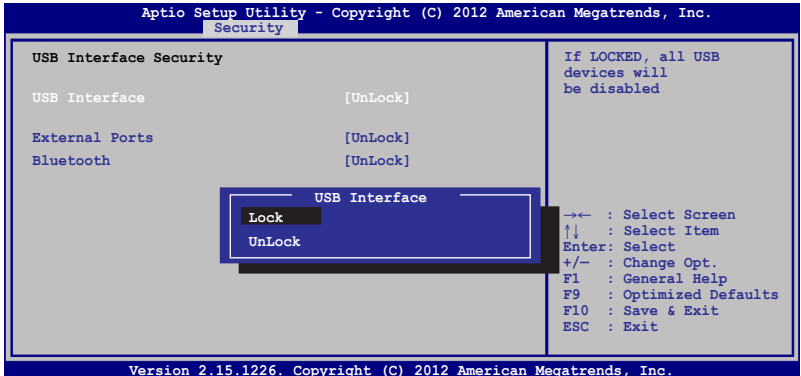 Aptio Setup Utility - Copyright (C) 2012 American Megatrends, Inc.
Security
USB Interface Security
USB Interface [UnLock]
External Ports [UnLock]
Bluetooth [UnLock]
USB Interface
Lock
UnLock
If LOCKED, all USB
devices will
be disabled
→← : Select Screen
↑↓ : Select Item
Enter: Select
+/— : Change Opt.
F1 : General Help
F9 : Optimized Defaults
F10 : Save & Exit
ESC : Exit
Version 2.15.1226. Copyright (C) 2012 American Megatrends, Inc.